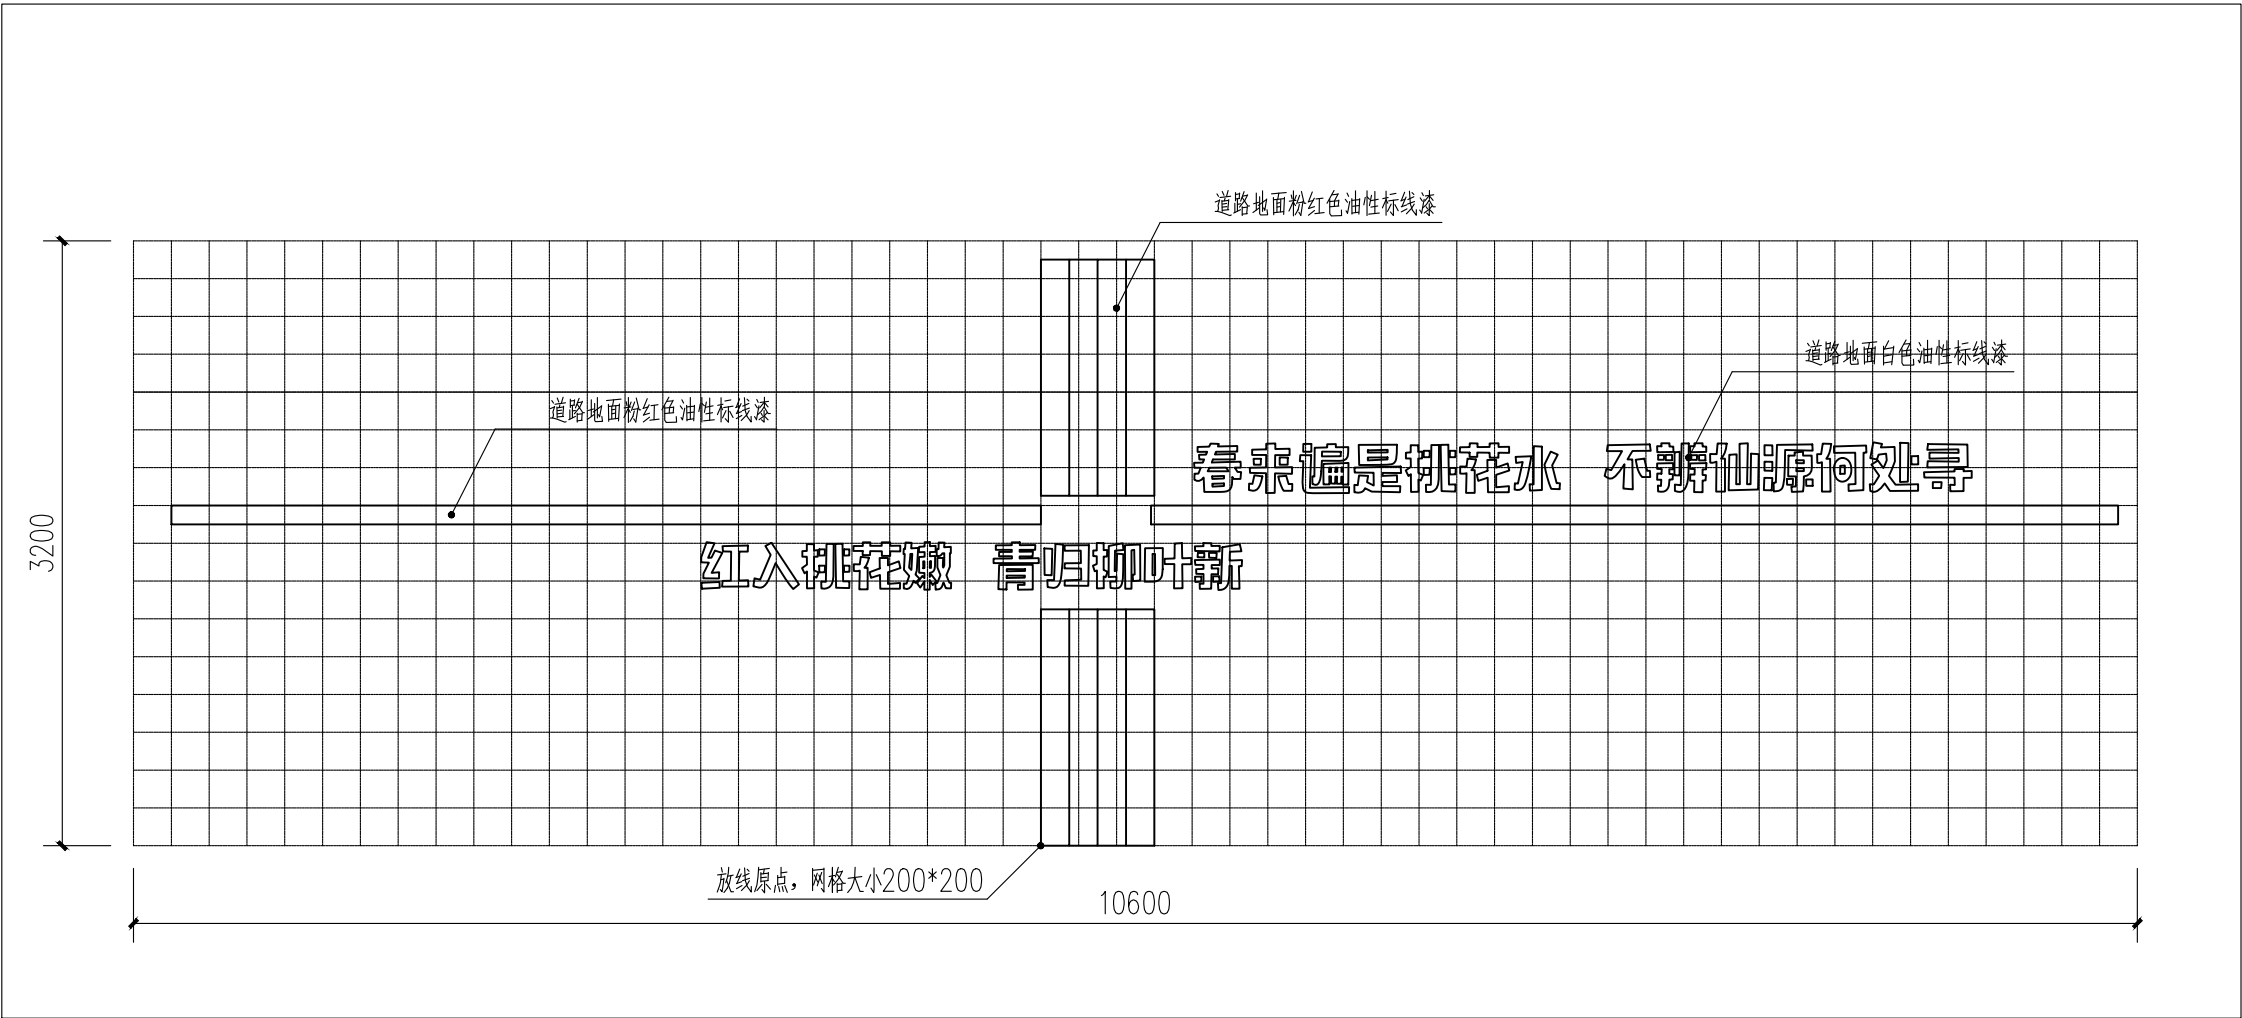 道路地面粉红色油性标线漆
道路地面白色油性标线漆
道路地面粉红色油性标线漆
春来遍是桃花水 不辨仙源何处寻
3200
红入桃花嫩 青归柳叶新
放线原点，网格大小200*200
10600